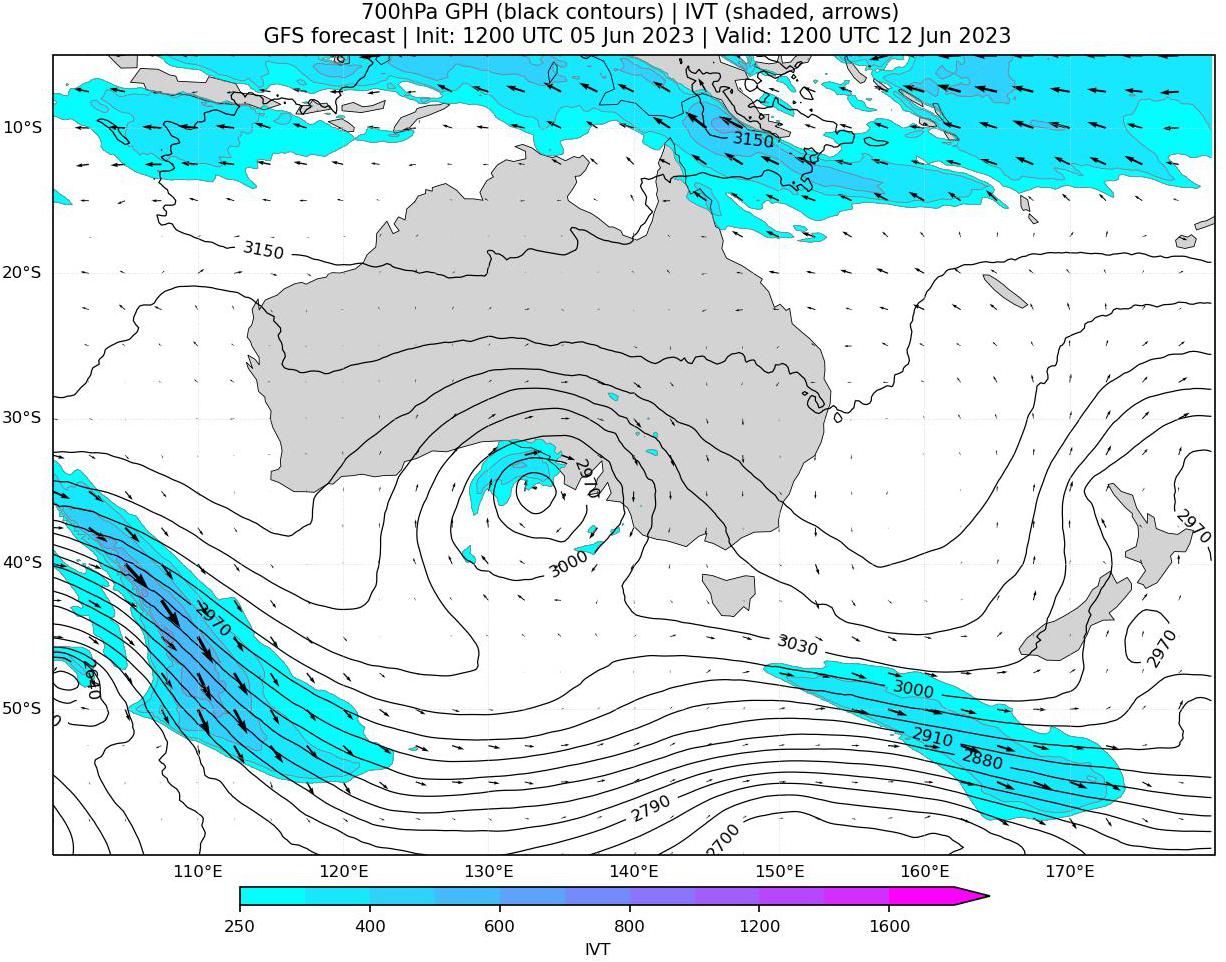 700hPa GPH (black contours) | IVT (shaded, arrows)
GFS forecast | Init: 1200 UTC 05 Jun 2023 | Valid: 1200 UTC 12 Jun 2023
10°S
3150
3150
20°S
30°S
2970
2970
40°S
3000
2970
2970
3030
2640
3000
50°S
0
2910
2880
2790
2700
110°E 120°E 130°E 140°E 150°E 160°E 170°E
250 400 600 800 1200 1600
IVT